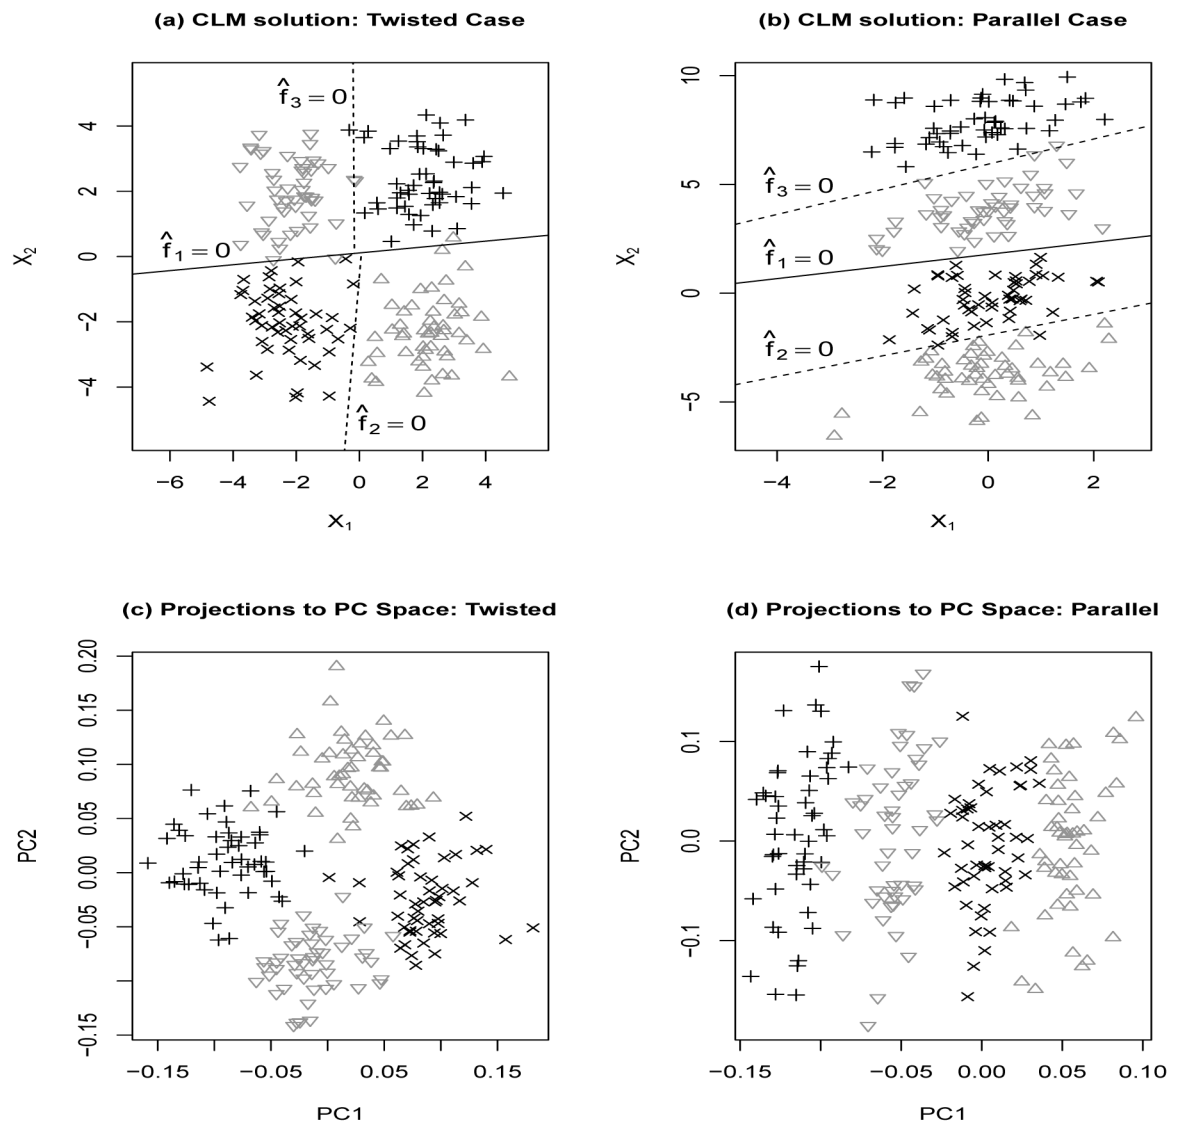 (a) CLM solution: Twisted Case
f̂₃ = 0
f̂₁ = 0
f̂₂ = 0
X₂
4
2
0
−2
−4
−6
−4
−2
0
2
4
X₁
(b) CLM solution: Parallel Case
f̂₃ = 0
f̂₁ = 0
f̂₂ = 0
X₂
10
5
0
−5
−4
−2
0
2
X₁
(c) Projections to PC Space: Twisted
PC2
0.20
0.15
0.10
0.05
0.00
−0.05
−0.15
−0.15
−0.05
0.05
0.15
PC1
(d) Projections to PC Space: Parallel
PC2
0.1
0.0
−0.1
−0.15
−0.05
0.00
0.05
0.10
PC1